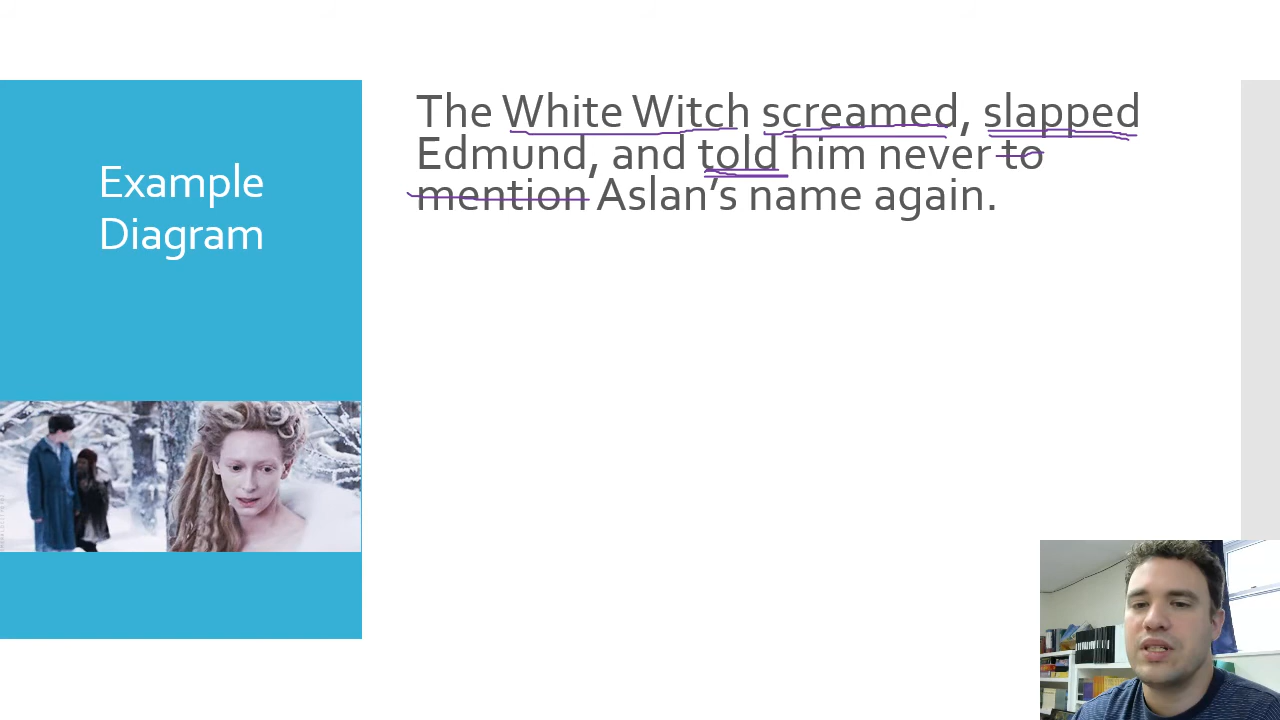 Example
Diagram
The White Witch screamed, slapped
Edmund, and told him never to
mention Aslan's name again.